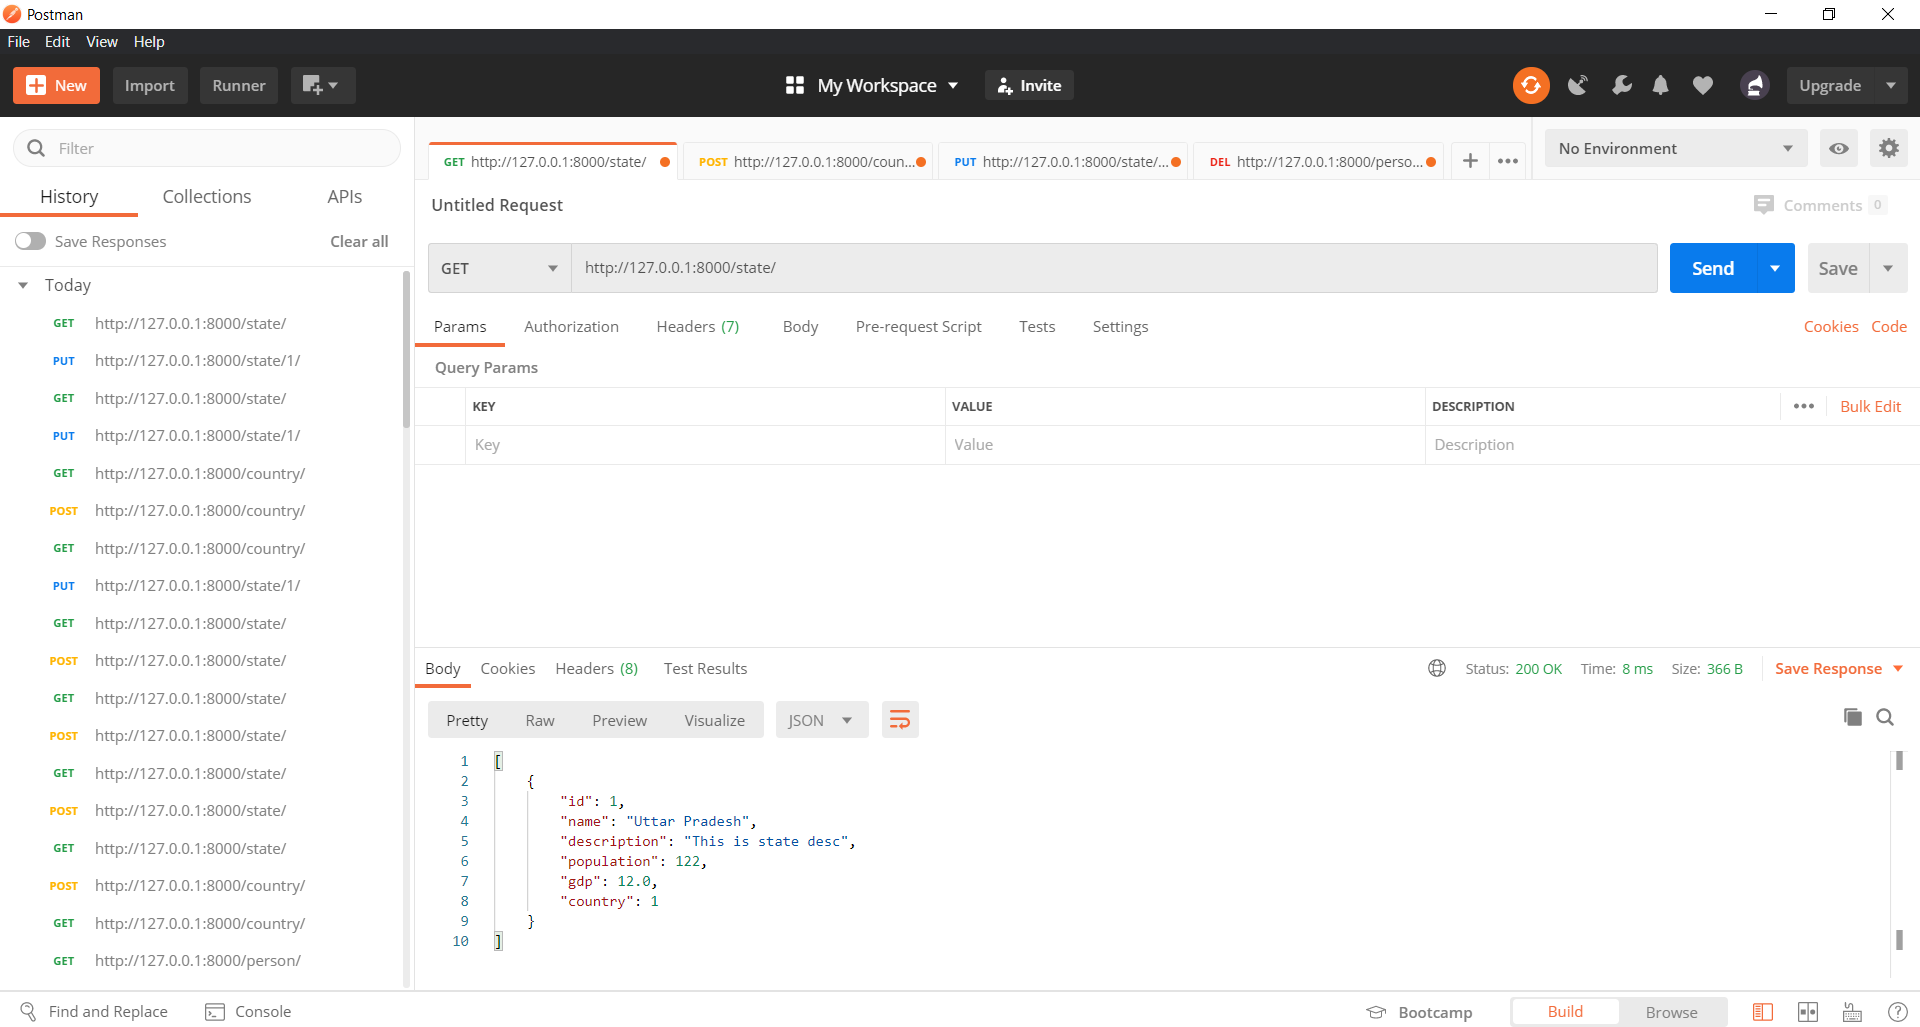 Postman
File Edit View Help
New Import Runner My Workspace Invite Upgrade
Filter
History Collections APIs
Save Responses Clear all
Today
GET http://127.0.0.1:8000/state/
PUT http://127.0.0.1:8000/state/1/
GET http://127.0.0.1:8000/state/
PUT http://127.0.0.1:8000/state/1/
GET http://127.0.0.1:8000/country/
POST http://127.0.0.1:8000/country/
GET http://127.0.0.1:8000/country/
PUT http://127.0.0.1:8000/state/1/
GET http://127.0.0.1:8000/state/
POST http://127.0.0.1:8000/state/
GET http://127.0.0.1:8000/state/
POST http://127.0.0.1:8000/state/
GET http://127.0.0.1:8000/state/
POST http://127.0.0.1:8000/state/
GET http://127.0.0.1:8000/state/
POST http://127.0.0.1:8000/country/
GET http://127.0.0.1:8000/country/
GET http://127.0.0.1:8000/person/
GET http://127.0.0.1:8000/state/ POST http://127.0.0.1:8000/coun... PUT http://127.0.0.1:8000/state/... DEL http://127.0.0.1:8000/perso... No Environment
Untitled Request Comments 0
GET http://127.0.0.1:8000/state/ Send Save
Params Authorization Headers (7) Body Pre-request Script Tests Settings Cookies Code
Query Params
KEY VALUE DESCRIPTION Bulk Edit
Key Value Description
Body Cookies Headers (8) Test Results Status: 200 OK Time: 8 ms Size: 366 B Save Response
Pretty Raw Preview Visualize JSON
1 [
2 {
3 "id": 1,
4 "name": "Uttar Pradesh",
5 "description": "This is state desc",
6 "population": 122,
7 "gdp": 12.0,
8 "country": 1
9 }
10 ]
Find and Replace Console Bootcamp Build Browse